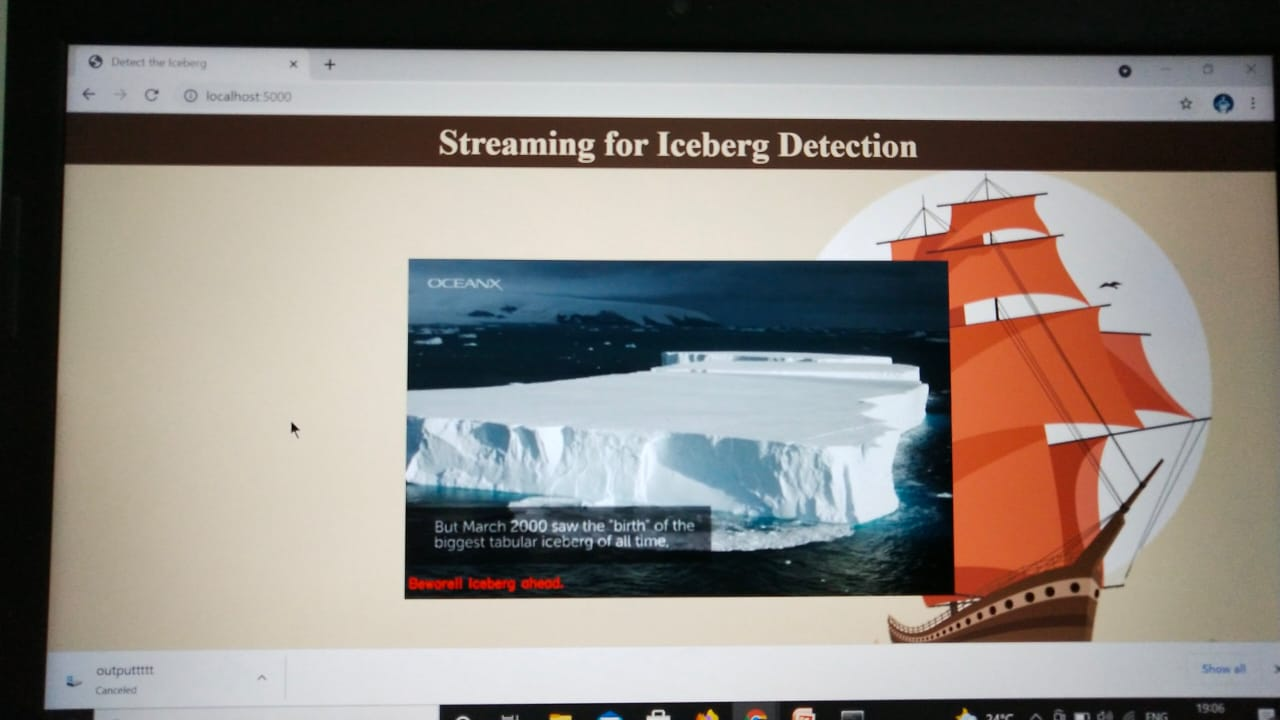 Detect the Iceberg
localhost:5000
Streaming for Iceberg Detection
OCEANX
But March 2000 saw the "birth" of the
biggest tabular iceberg of all time,
Beware!! Iceberg ahead.
outputtttt
Canceled
Show all
24°C
ENG
19:06